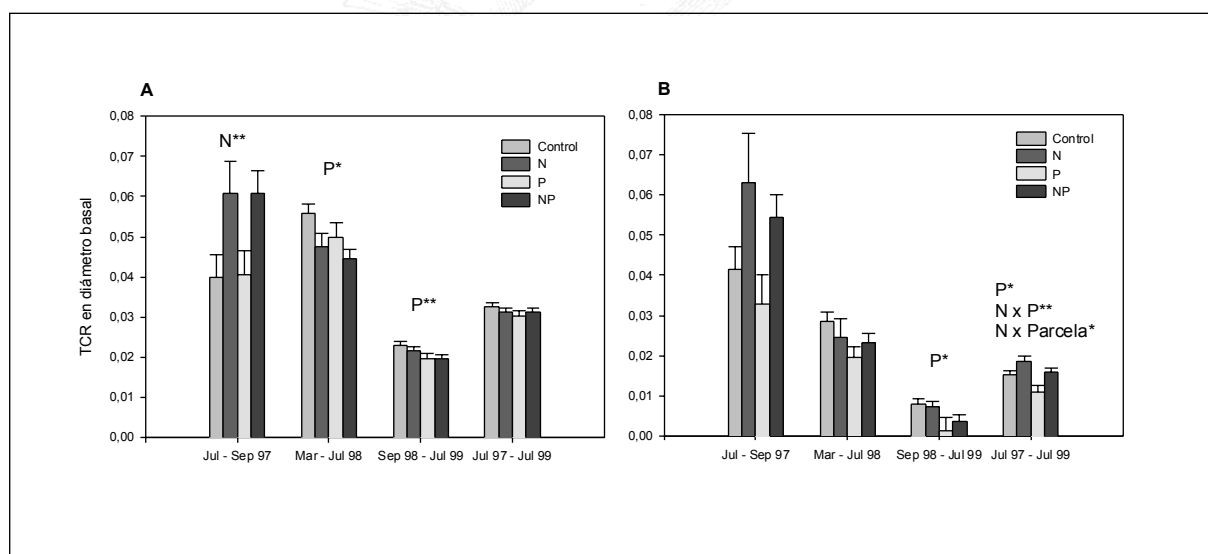 A
TCR en diámetro basal
0,08
0,07
0,06
0,05
0,04
0,03
0,02
0,01
0,00
N**
P*
P**
Control
N
P
NP
Jul - Sep 97
Mar - Jul 98
Sep 98 - Jul 99
Jul 97 - Jul 99
B
0,08
0,07
0,06
0,05
0,04
0,03
0,02
0,01
0,00
Control
N
P
NP
P*
P*
N x P**
N x Parcela*
Jul - Sep 97
Mar - Jul 98
Sep 98 - Jul 99
Jul 97 - Jul 99